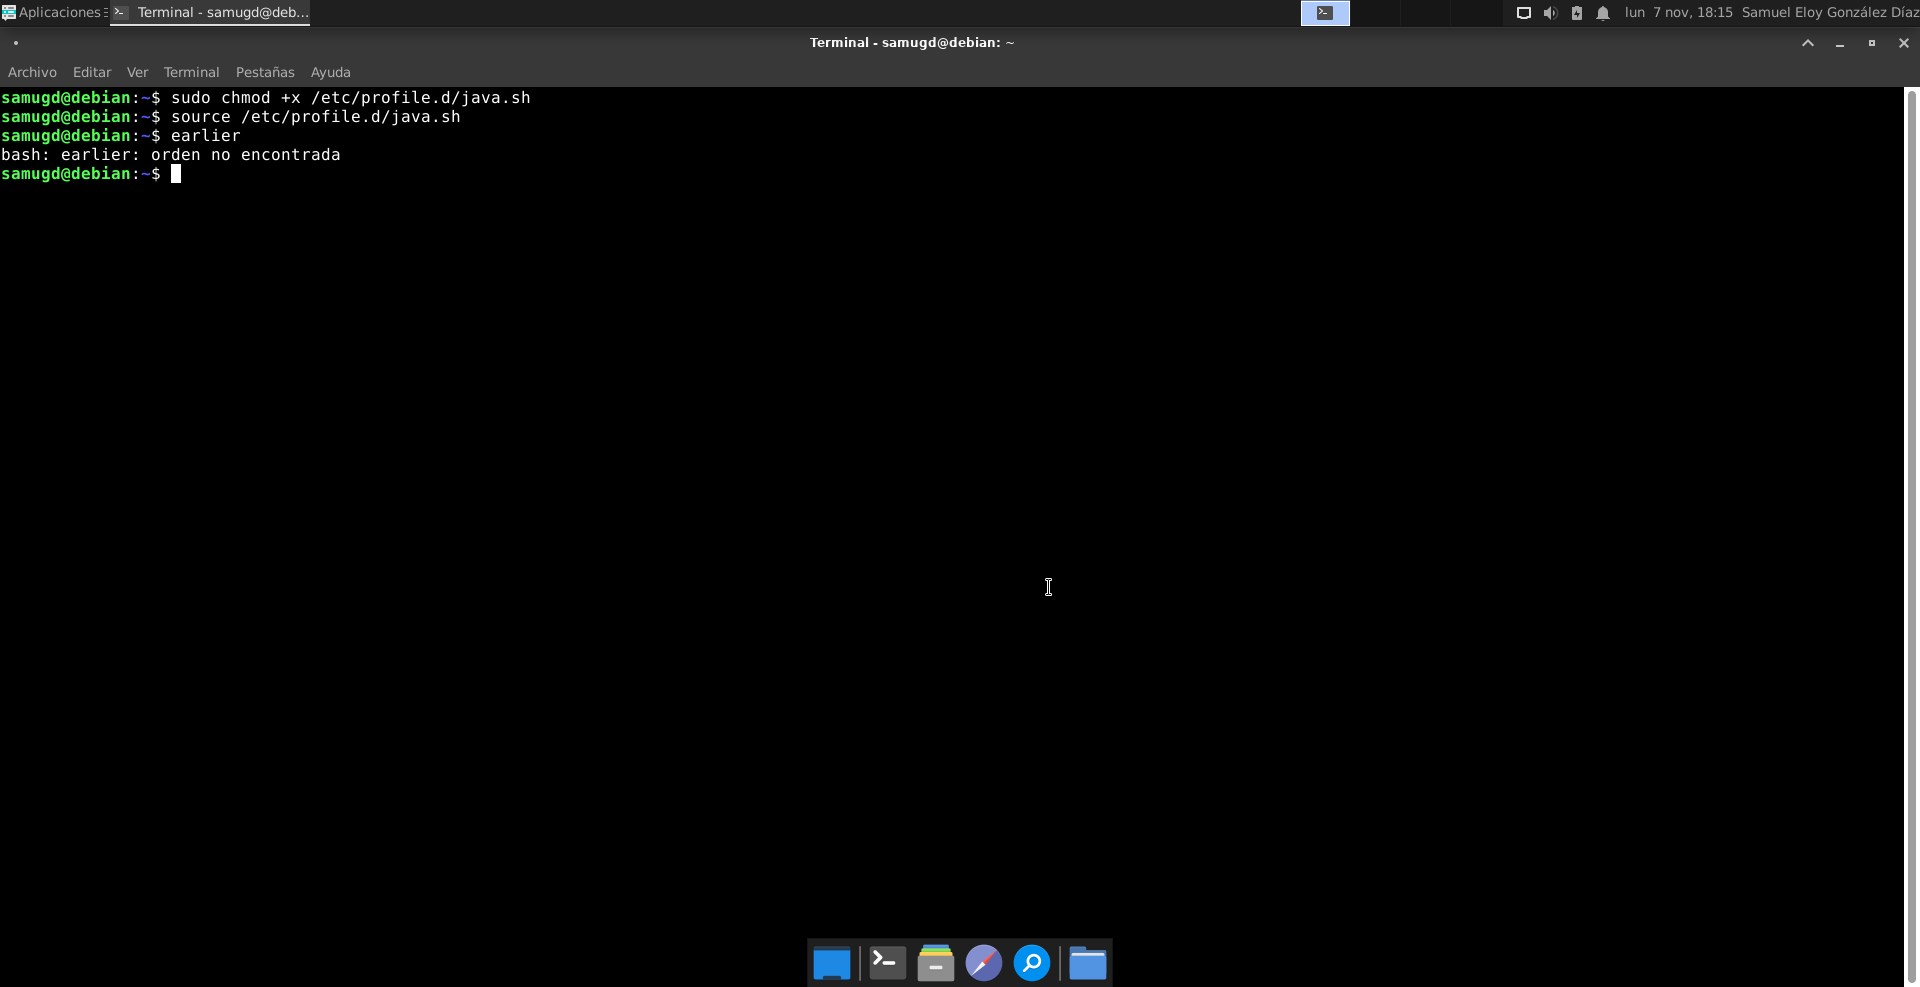 Aplicaciones
Terminal - samugd@deb...
lun 7 nov, 18:15
Samuel Eloy González Díaz
Terminal - samugd@debian: ~
Archivo Editar Ver Terminal Pestañas Ayuda
samugd@debian:~$ sudo chmod +x /etc/profile.d/java.sh
samugd@debian:~$ source /etc/profile.d/java.sh
samugd@debian:~$ earlier
bash: earlier: orden no encontrada
samugd@debian:~$